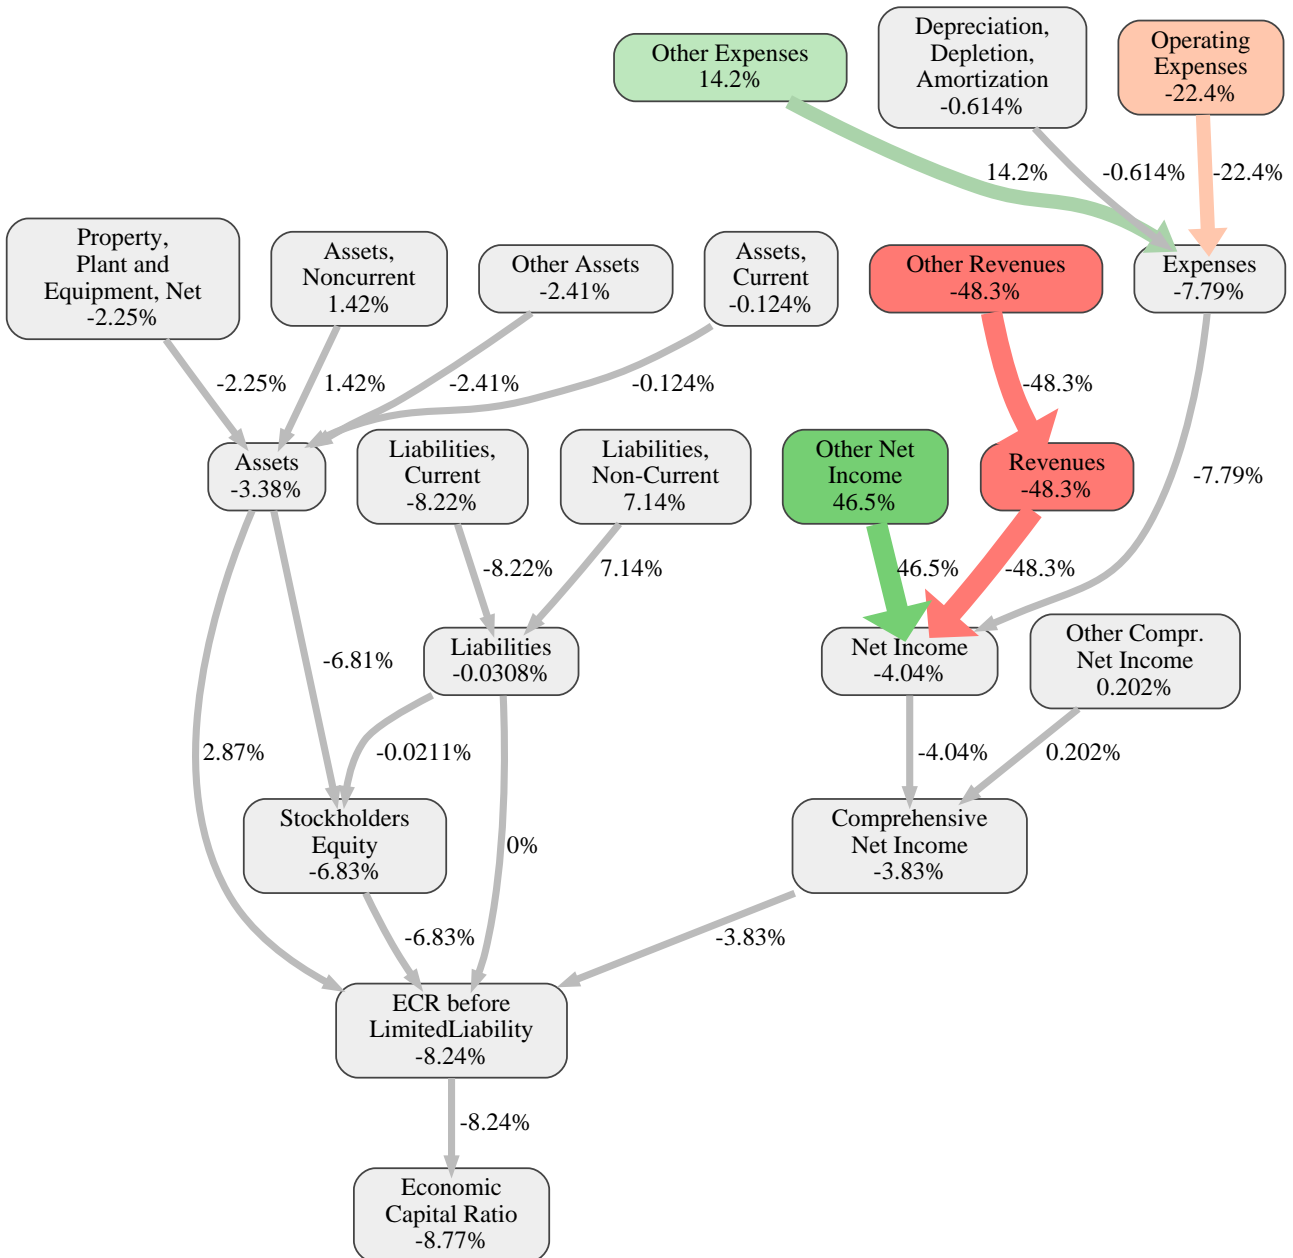 Other Expenses
14.2%
Depreciation,
Depletion,
Amortization
-0.614%
Operating
Expenses
-22.4%
14.2%
-0.614%
-22.4%
Property,
Plant and
Equipment, Net
-2.25%
Assets,
Noncurrent
1.42%
Other Assets
-2.41%
Assets,
Current
-0.124%
Other Revenues
-48.3%
Expenses
-7.79%
-2.25%
1.42%
-2.41%
-0.124%
-48.3%
Assets
-3.38%
Liabilities,
Current
-8.22%
Liabilities,
Non-Current
7.14%
Other Net
Income
46.5%
Revenues
-48.3%
-7.79%
-8.22%
7.14%
46.5%
-48.3%
-6.81%
Liabilities
-0.0308%
Net Income
-4.04%
Other Compr.
Net Income
0.202%
2.87%
-0.0211%
-4.04%
0.202%
Stockholders
Equity
-6.83%
0%
Comprehensive
Net Income
-3.83%
-6.83%
-3.83%
ECR before
LimitedLiability
-8.24%
-8.24%
Economic
Capital Ratio
-8.77%